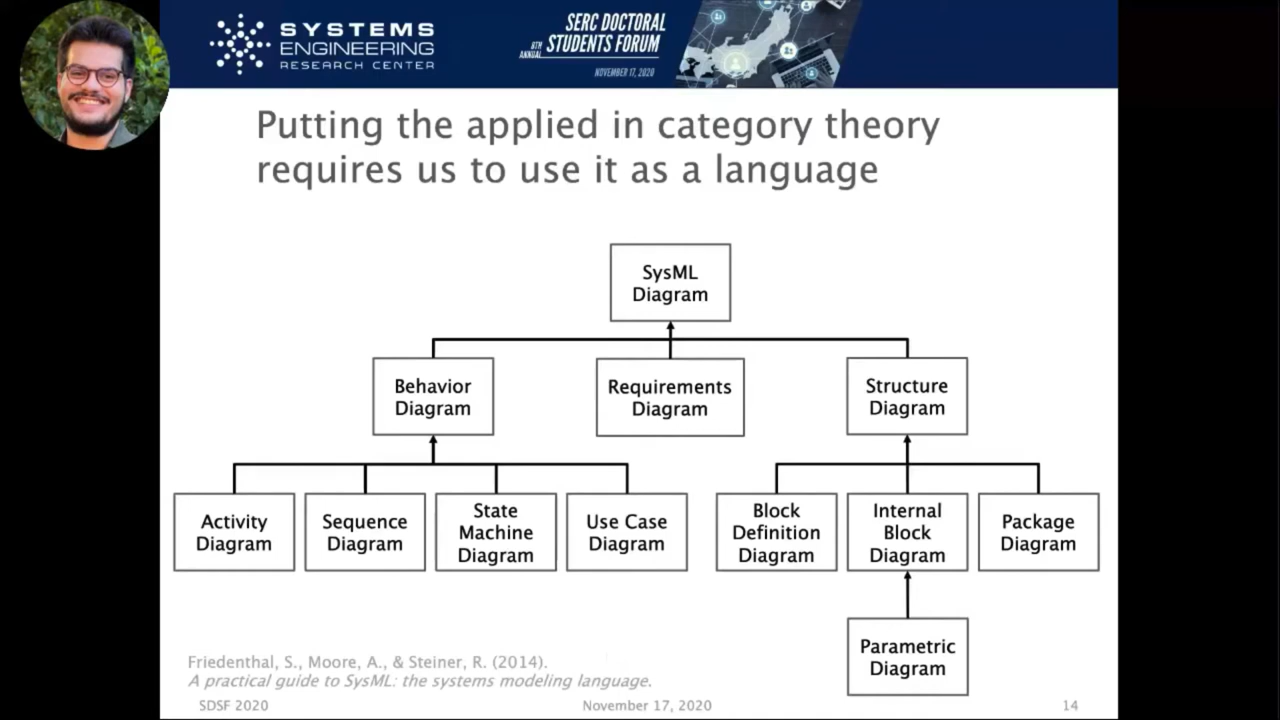 SYSTEMS
ENGINEERING
RESEARCH CENTER
SERC DOCTORAL
8TH ANNUAL STUDENTS FORUM
NOVEMBER 17, 2020
Putting the applied in category theory
requires us to use it as a language
SysML
Diagram
Behavior
Diagram
Requirements
Diagram
Structure
Diagram
Activity
Diagram
Sequence
Diagram
State
Machine
Diagram
Use Case
Diagram
Block
Definition
Diagram
Internal
Block
Diagram
Package
Diagram
Parametric
Diagram
Friedenthal, S., Moore, A., & Steiner, R. (2014).
A practical guide to SysML: the systems modeling language.
SDSF 2020
November 17, 2020
14